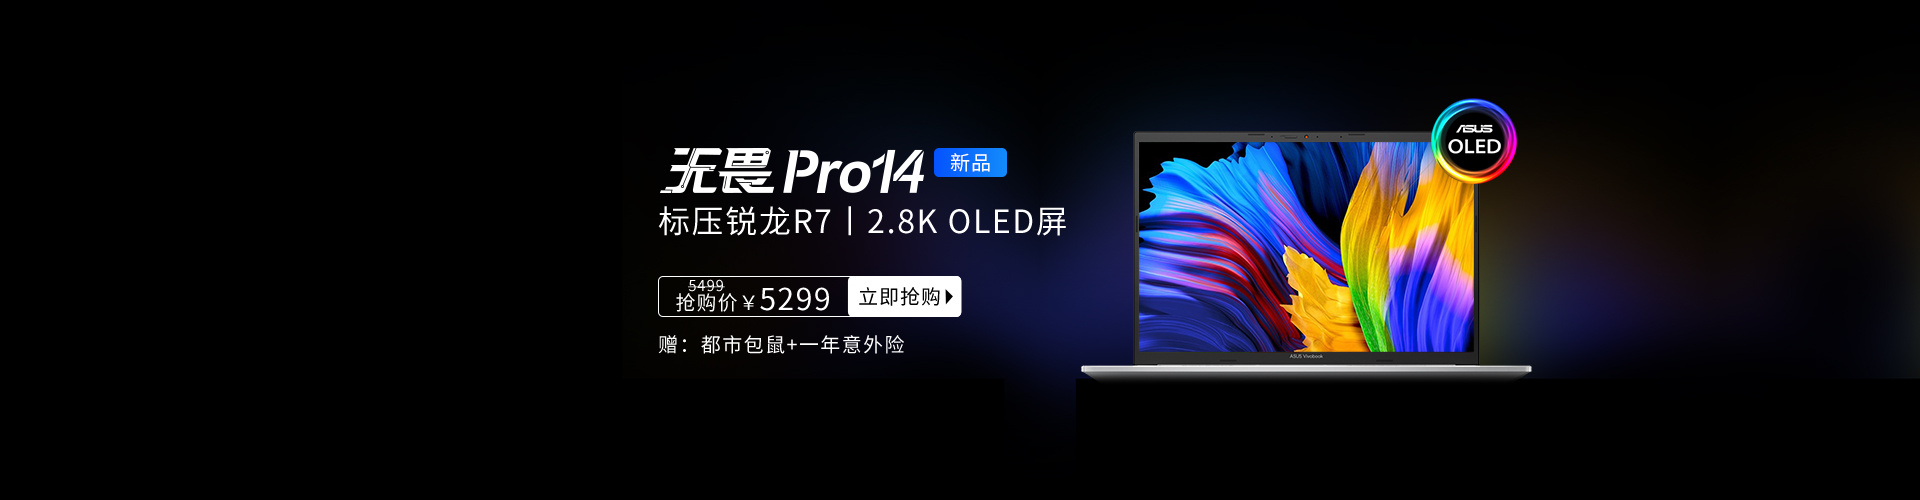 无畏 Pro14 新品
标压锐龙R7丨2.8K OLED屏
5499
抢购价¥5299 立即抢购
赠：都市包鼠+一年意外险
ASUS
OLED
ASUS Vivobook